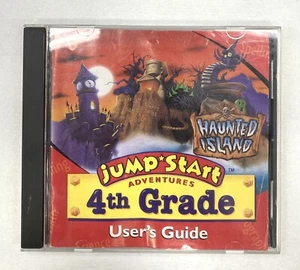 HAUNTED
ISLAND
jump★start
TM
ADVENTURES
4th Grade
User's Guide